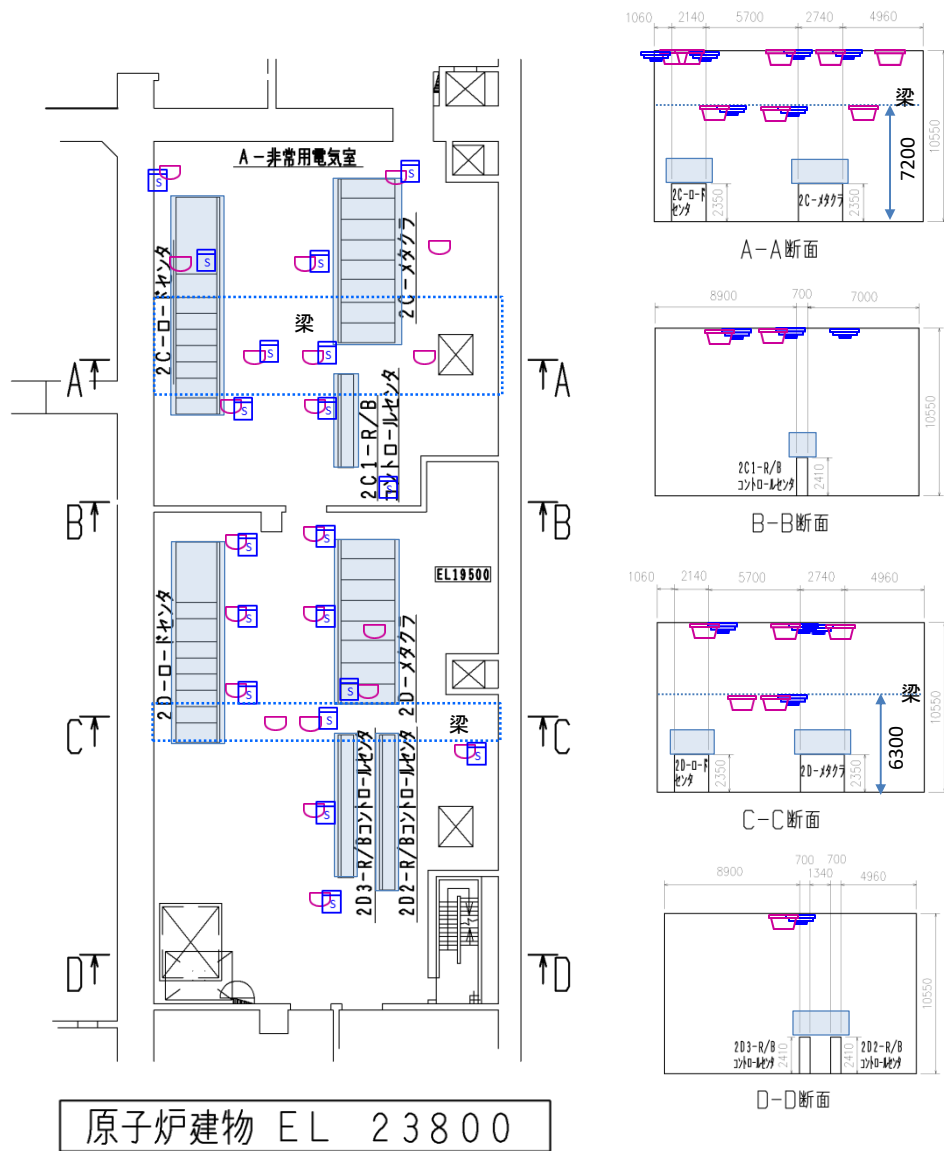 A-非常用電気室
S
S
2C-ロードセンタ
S
S
2C-メタクラ
梁
S
S
A
A
S
S
2C1-R/B
コントロールセンタ
S
B
B
S
S
EL19500
2D-ロードセンタ
S
S
2D-メタクラ
S
S
C
S
梁
C
S
S
2D3-R/Bコントロールセンタ
2D2-R/Bコントロールセンタ
S
D
D
原子炉建物 EL 23800
1060 2140 5700 2740 4960
梁
7200
10550
2C-ロード
センタ
2350
2C-メタクラ
2350
A-A断面
8900 700 7000
10550
2C1-R/B
コントロールセンタ
2410
B-B断面
1060 2140 5700 2740 4960
梁
6300
10550
2D-ロード
センタ
2350
2D-メタクラ
2350
C-C断面
8900 700 1340 700 4960
10550
2D3-R/B
コントロールセンタ
2410
2410
2D2-R/B
コントロールセンタ
D-D断面